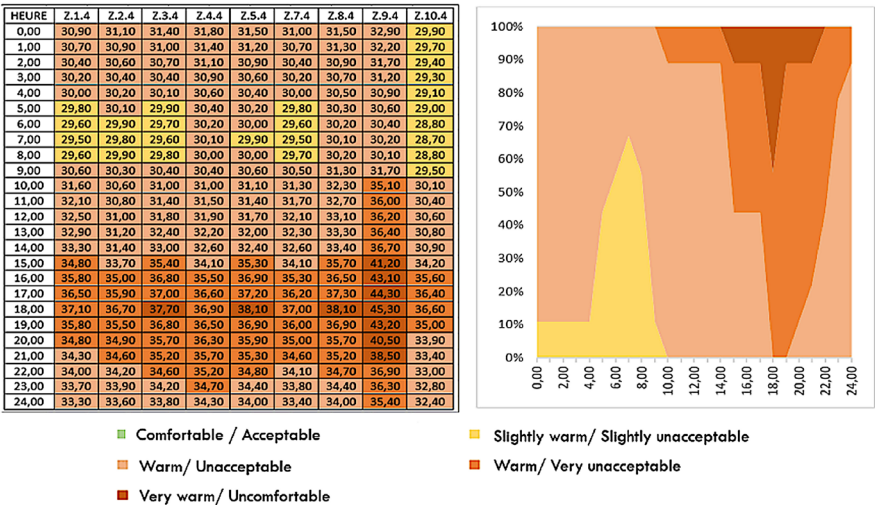 HEURE Z.1.4 Z.2.4 Z.3.4 Z.4.4 Z.5.4 Z.7.4 Z.8.4 Z.9.4 Z.10.4
0,00 30,90 31,10 31,40 31,80 31,50 31,00 31,50 32,90 29,90
1,00 30,70 30,90 31,00 31,40 31,20 30,70 31,30 32,20 29,70
2,00 30,40 30,60 30,70 31,10 30,90 30,40 30,90 31,70 29,40
3,00 30,20 30,40 30,40 30,90 30,60 30,20 30,70 31,20 29,30
4,00 30,00 30,20 30,10 30,60 30,40 30,00 30,50 30,90 29,10
5,00 29,80 30,10 29,90 30,40 30,20 29,80 30,30 30,60 29,00
6,00 29,60 29,90 29,70 30,20 30,00 29,60 30,20 30,40 28,80
7,00 29,50 29,80 29,60 30,10 29,90 29,50 30,10 30,20 28,70
8,00 29,60 29,90 29,80 30,00 30,00 29,70 30,20 30,10 28,80
9,00 30,60 30,30 30,40 30,40 30,60 30,50 31,30 31,70 29,50
10,00 31,60 30,60 31,00 31,00 31,10 31,30 32,30 35,10 30,10
11,00 32,10 30,80 31,40 31,50 31,40 31,70 32,70 36,00 30,40
12,00 32,50 31,00 31,80 31,90 31,70 32,10 33,10 36,20 30,60
13,00 32,90 31,20 32,40 32,20 32,00 32,30 33,30 36,40 30,80
14,00 33,30 31,40 33,00 32,60 32,40 32,60 33,40 36,70 30,90
15,00 34,80 33,70 35,40 34,10 35,30 34,10 35,70 41,20 34,20
16,00 35,80 35,00 36,80 35,50 36,90 35,30 36,50 43,10 35,60
17,00 36,50 35,90 37,00 36,60 37,20 36,20 37,30 44,30 36,40
18,00 37,10 36,70 37,70 36,90 38,10 37,00 38,10 45,30 36,60
19,00 35,80 35,50 36,80 36,50 36,90 36,00 36,90 43,20 35,00
20,00 34,80 34,90 35,70 36,30 35,90 35,00 35,70 40,50 33,90
21,00 34,30 34,60 35,20 35,70 35,30 34,60 35,20 38,50 33,40
22,00 34,00 34,20 34,60 35,20 34,80 34,10 34,70 36,90 33,00
23,00 33,70 33,90 34,20 34,70 34,40 33,80 34,40 36,30 32,80
24,00 33,30 33,60 33,80 34,30 34,00 33,40 34,00 35,40 32,40
100%
90%
80%
70%
60%
50%
40%
30%
20%
10%
0%
0,00 2,00 4,00 6,00 8,00 10,00 12,00 14,00 16,00 18,00 20,00 22,00 24,00
Comfortable / Acceptable
Slightly warm/ Slightly unacceptable
Warm/ Unacceptable
Warm/ Very unacceptable
Very warm/ Uncomfortable